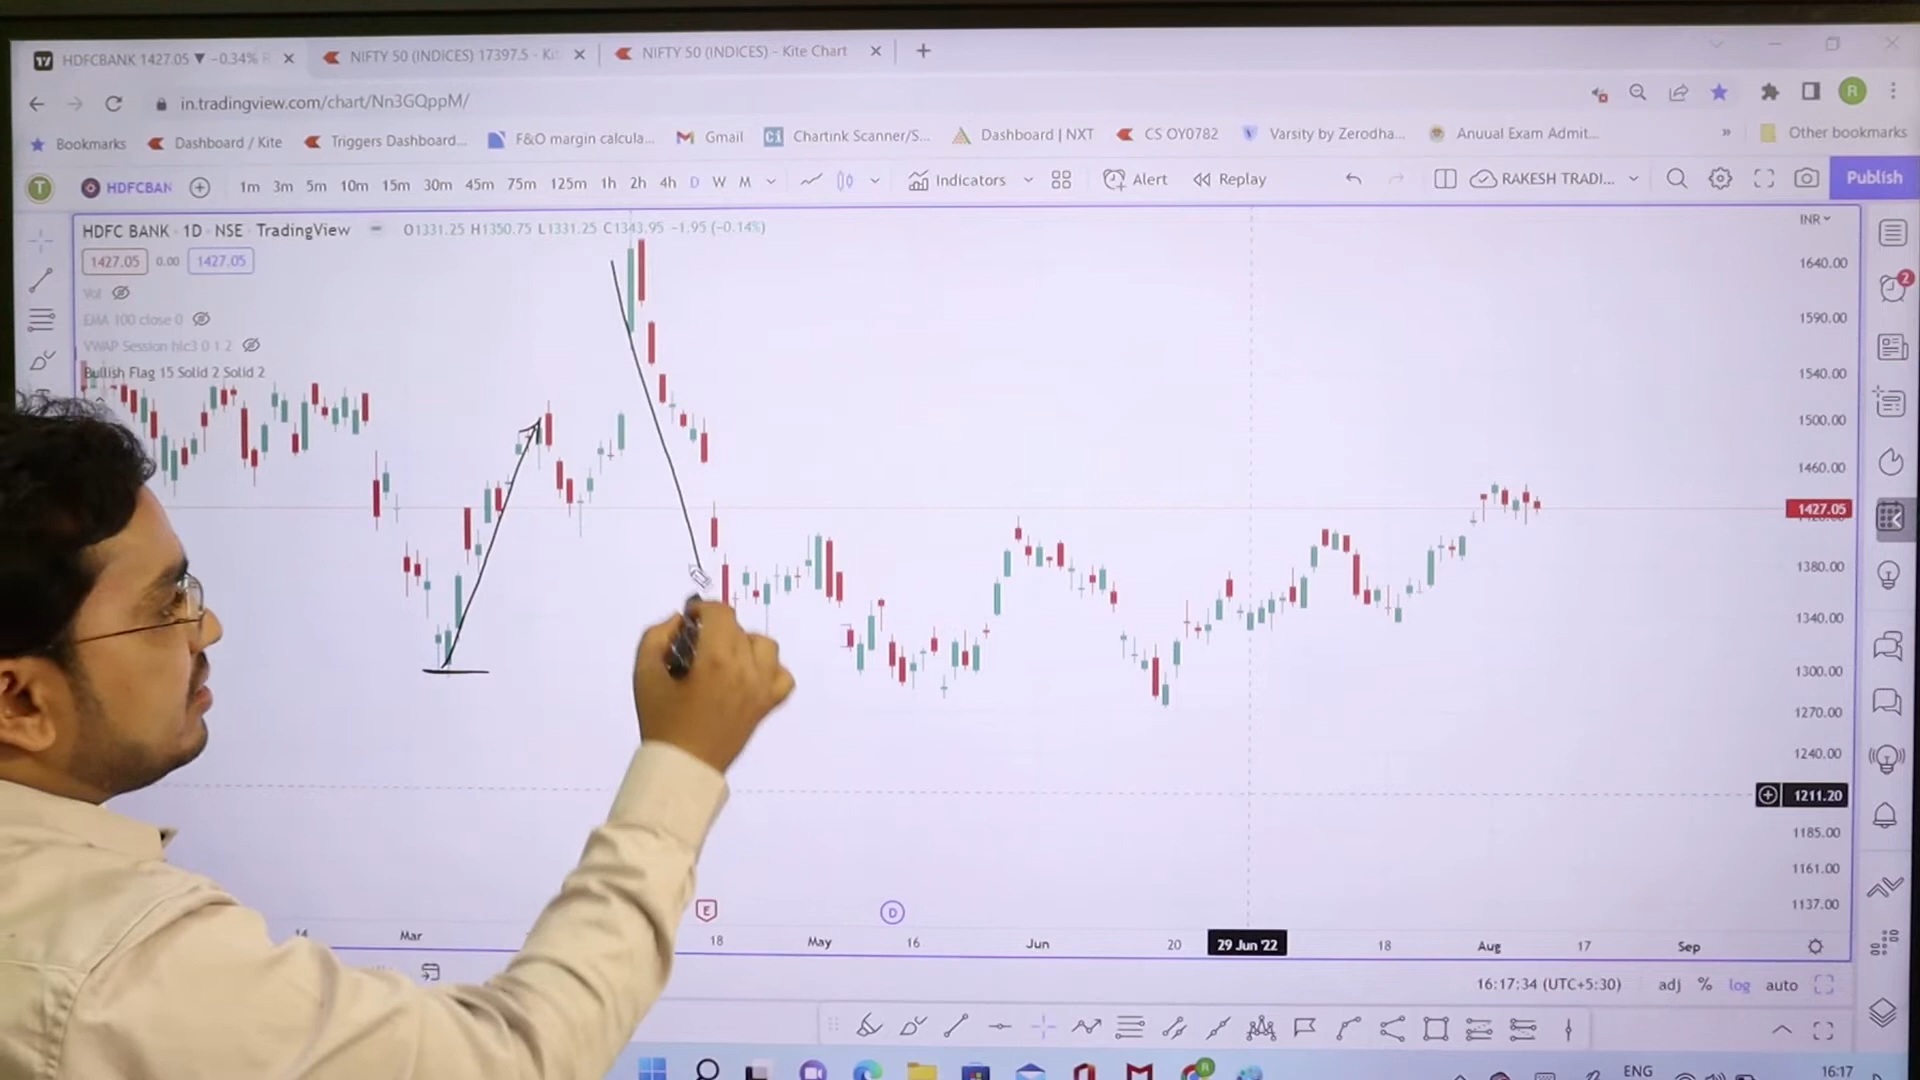 HDFCBANK 1427.05 ▼ −0.34% R
NIFTY 50 (INDICES) 17397.5 - Kit
NIFTY 50 (INDICES) - Kite Chart
in.tradingview.com/chart/Nn3GQppM/
R
Bookmarks
Dashboard / Kite
Triggers Dashboard...
F&O margin calcula...
Gmail
Ci
Chartink Scanner/S...
Dashboard | NXT
CS OY0782
Varsity by Zerodha...
Anuual Exam Admit...
»
Other bookmarks
T
HDFCBAN
1m 3m 5m 10m 15m 30m 45m 75m 125m 1h 2h 4h D W M
Indicators
Alert
Replay
RAKESH TRADI...
Publish
HDFC BANK · 1D · NSE · TradingView
O1331.25 H1350.75 L1331.25 C1343.95 −1.95 (−0.14%)
INR
1427.05 0.00 1427.05
Vol
EMA 100 close 0
VWAP Session hlc3 0 1 2
Bullish Flag 15 Solid 2 Solid 2
1640.00
1590.00
1540.00
1500.00
1460.00
1427.05
1380.00
1340.00
1300.00
1270.00
1240.00
1211.20
1185.00
1161.00
1137.00
2
E
D
14 Mar 18 May 16 Jun 20 29 Jun '22 18 Aug 17 Sep
16:17:34 (UTC+5:30) adj % log auto
R
ENG
16:17